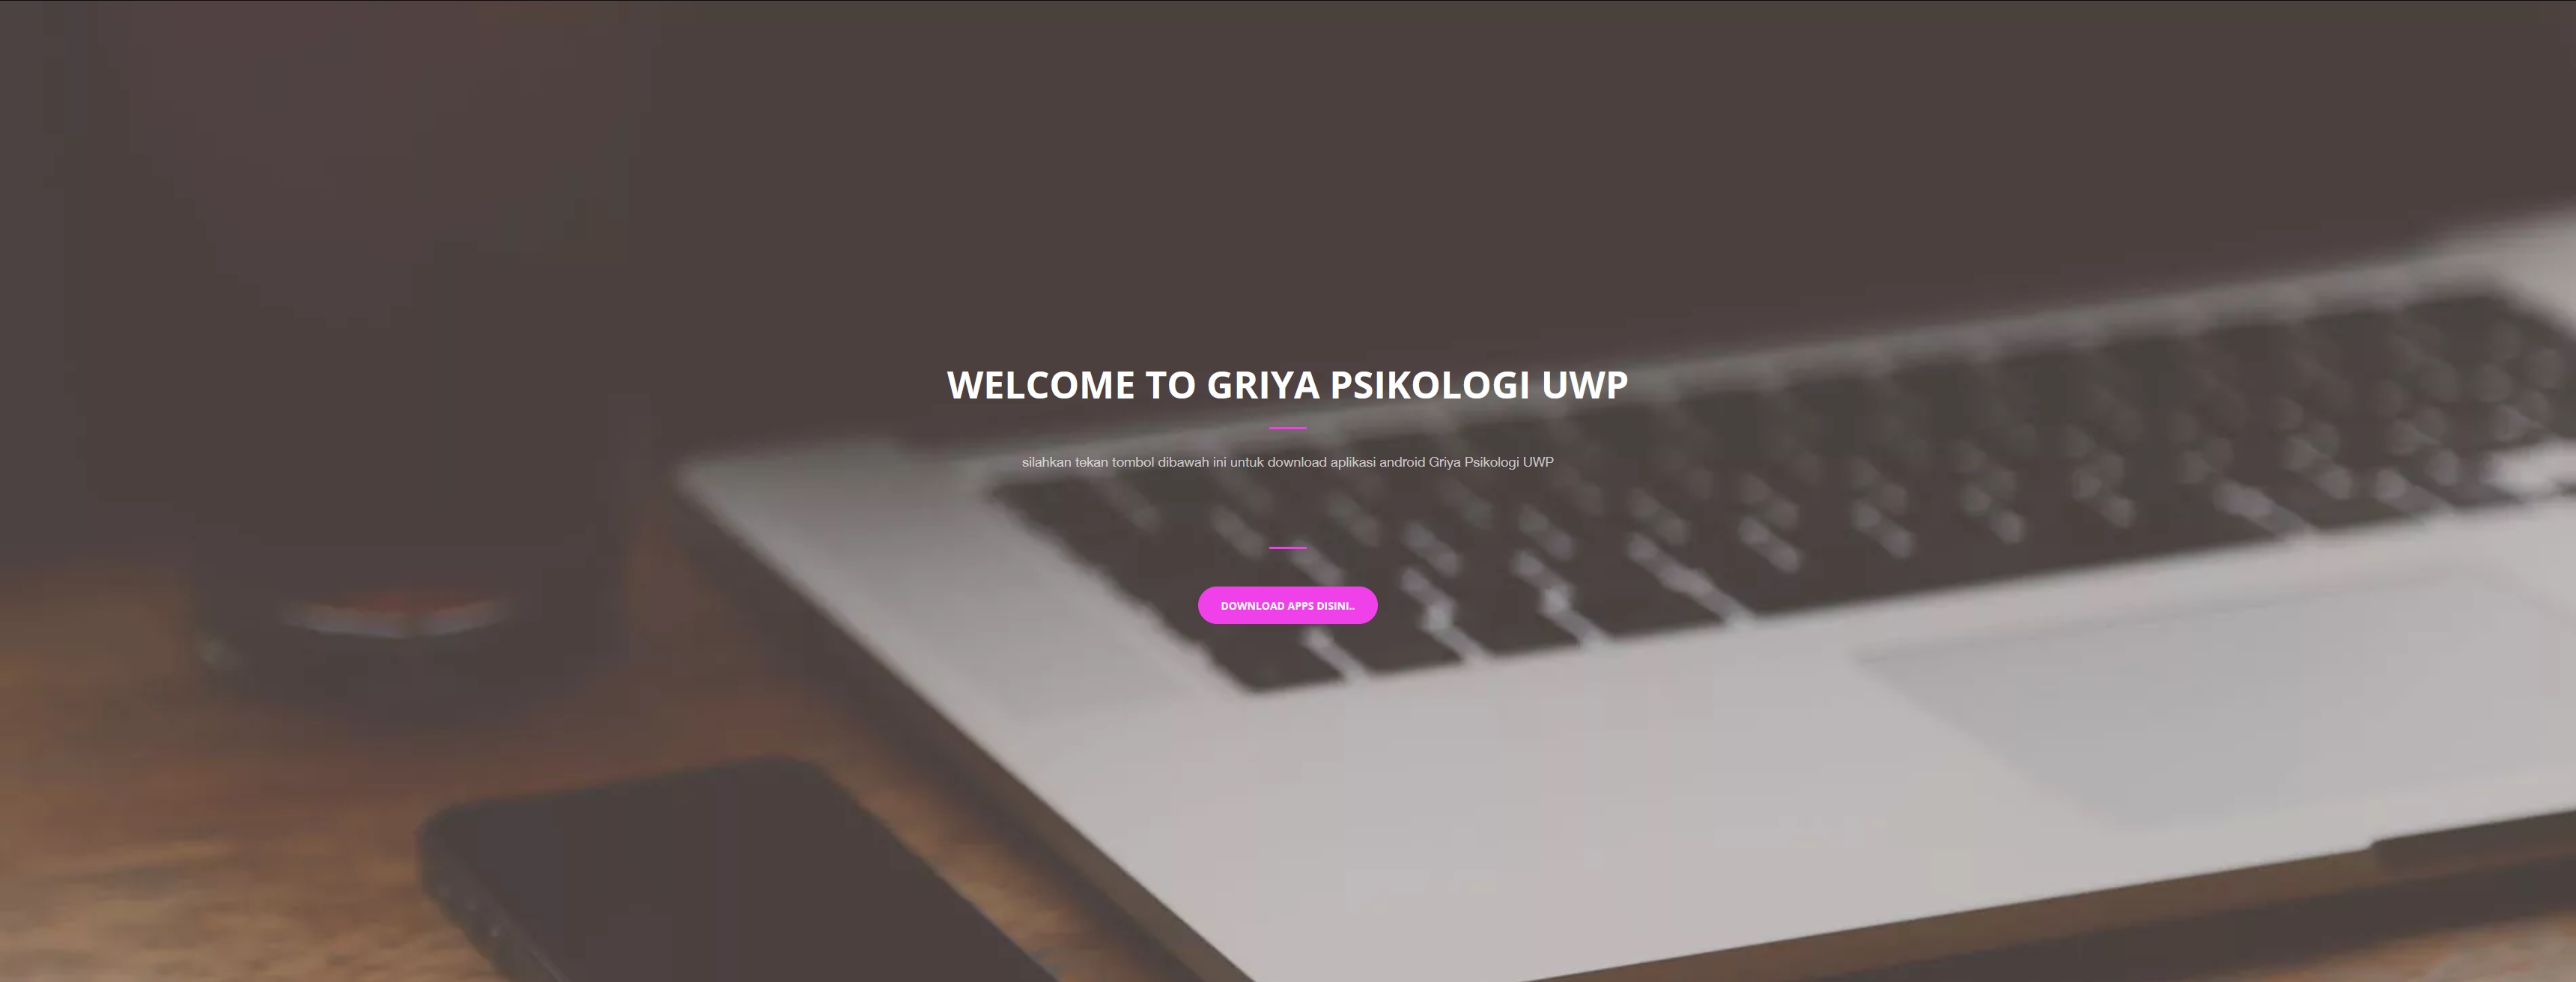 WELCOME TO GRIYA PSIKOLOGI UWP
silahkan tekan tombol dibawah ini untuk download aplikasi android Griya Psikologi UWP
DOWNLOAD APPS DISINI..